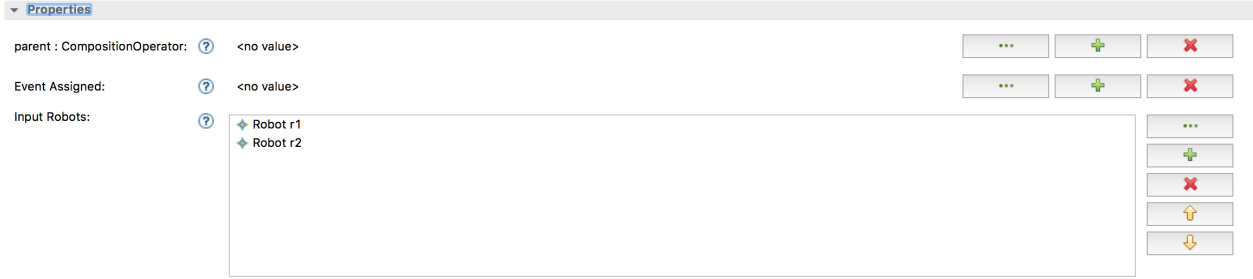 Properties
parent : CompositionOperator: <no value>
Event Assigned: <no value>
Input Robots:
Robot r1
Robot r2